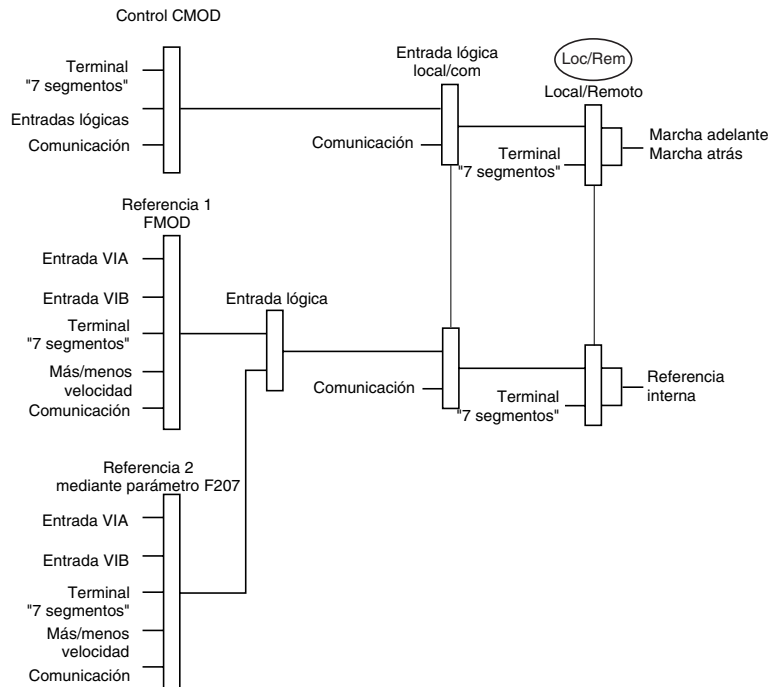 Control CMOD
Terminal
"7 segmentos"
Entradas lógicas
Comunicación
Entrada lógica
local/com
Comunicación
Loc/Rem
Local/Remoto
Terminal
"7 segmentos"
Marcha adelante
Marcha atrás
Referencia 1
FMOD
Entrada VIA
Entrada VIB
Terminal
"7 segmentos"
Más/menos
velocidad
Comunicación
Entrada lógica
Comunicación
Terminal
"7 segmentos"
Referencia
interna
Referencia 2
mediante parámetro F207
Entrada VIA
Entrada VIB
Terminal
"7 segmentos"
Más/menos
velocidad
Comunicación